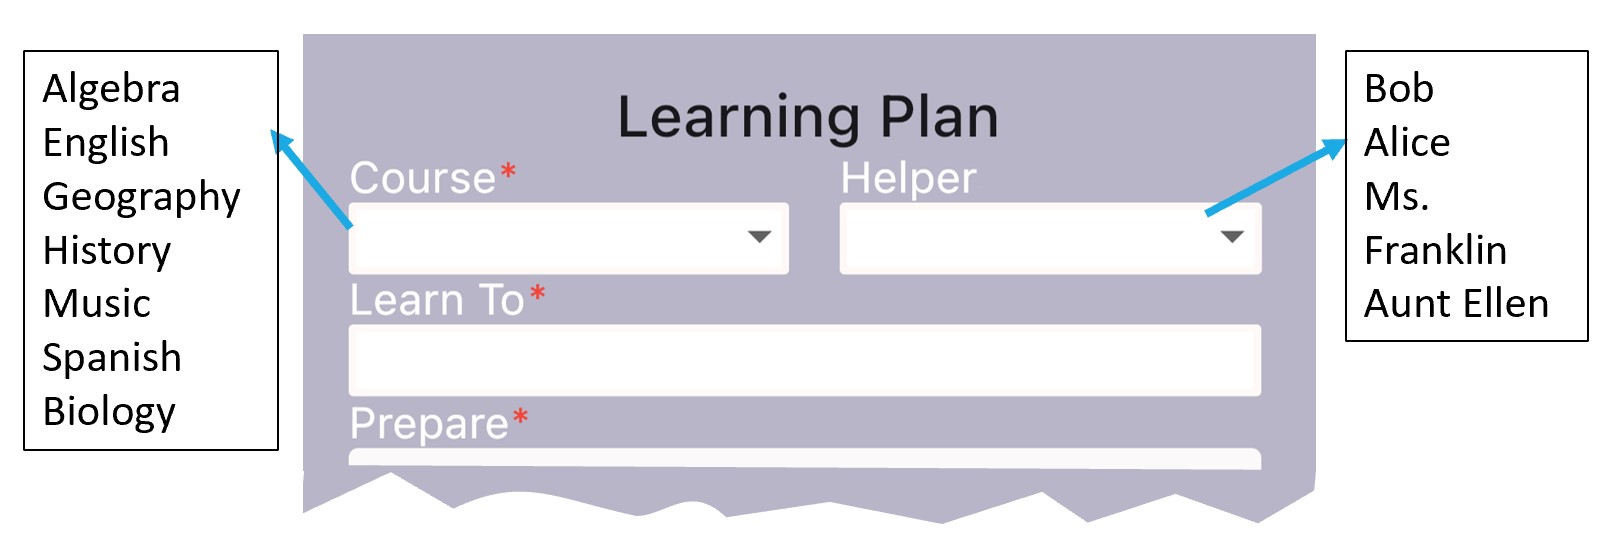 Algebra
English
Geography
History
Music
Spanish
Biology
Learning Plan
Course*
Helper
Learn To*
Prepare*
Bob
Alice
Ms.
Franklin
Aunt Ellen